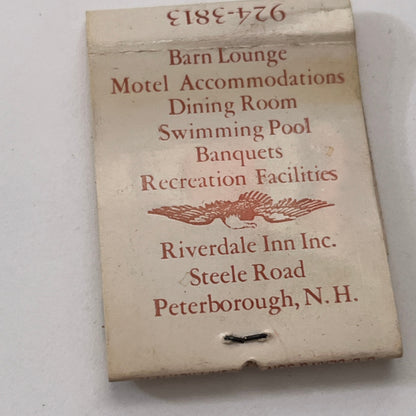 924-3813
Barn Lounge
Motel Accommodations
Dining Room
Swimming Pool
Banquets
Recreation Facilities
Riverdale Inn Inc.
Steele Road
Peterborough, N.H.